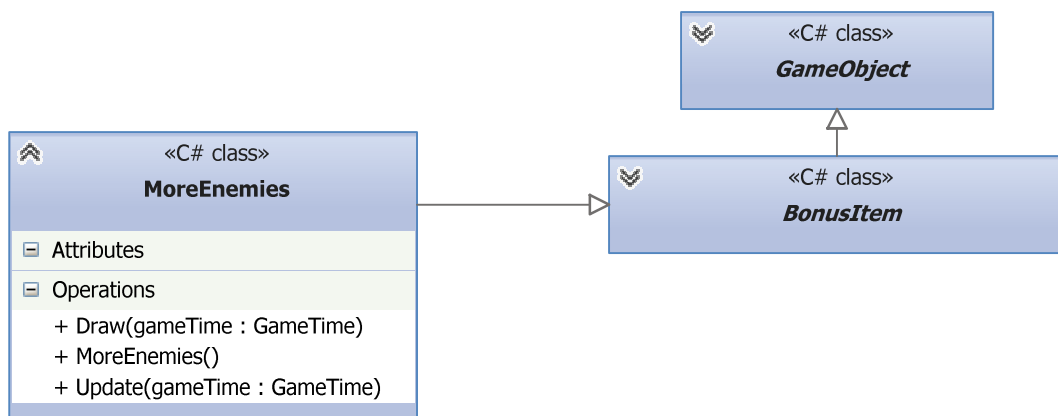 «C# class»
GameObject
«C# class»
MoreEnemies
Attributes
Operations
+ Draw(gameTime : GameTime)
+ MoreEnemies()
+ Update(gameTime : GameTime)
«C# class»
BonusItem